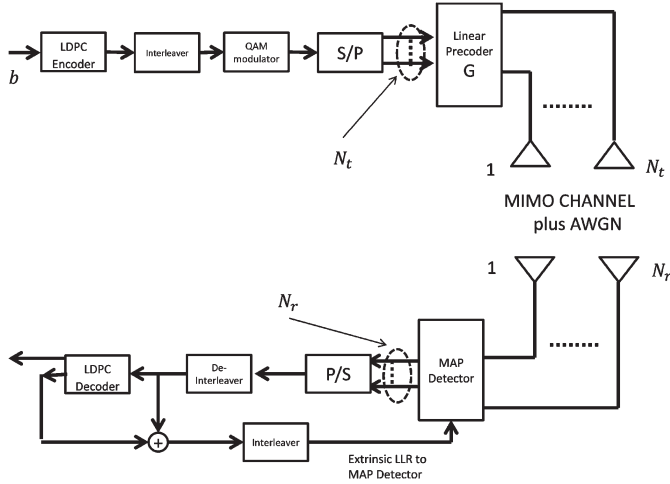 LDPC
Encoder
Interleaver
QAM
modulator
S/P
Linear
Precoder
G
b
N_t
1
N_t
MIMO CHANNEL
plus AWGN
1
N_r
N_r
LDPC
Decoder
De-
Interleaver
P/S
MAP
Detector
+
Interleaver
Extrinsic LLR to
MAP Detector